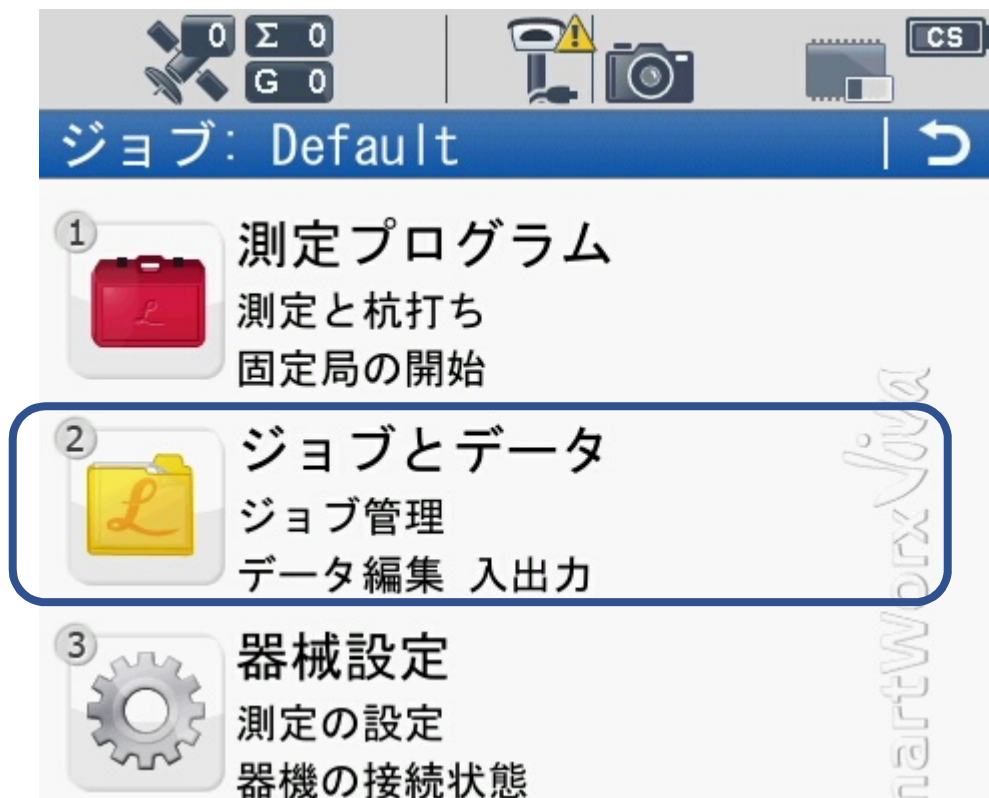 0 Σ 0
G 0
CS
ジョブ: Default
1
測定プログラム
測定と杭打ち
固定局の開始
2
ジョブとデータ
ジョブ管理
データ編集 入出力
3
器械設定
測定の設定
器機の接続状態
martWorx Viva